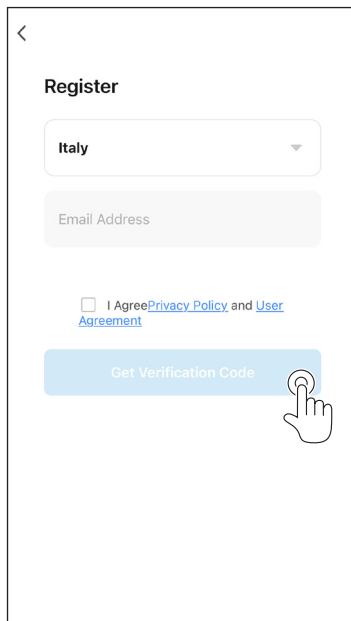 Register
Italy
Email Address
I AgreePrivacy Policy and User
Agreement
Get Verification Code